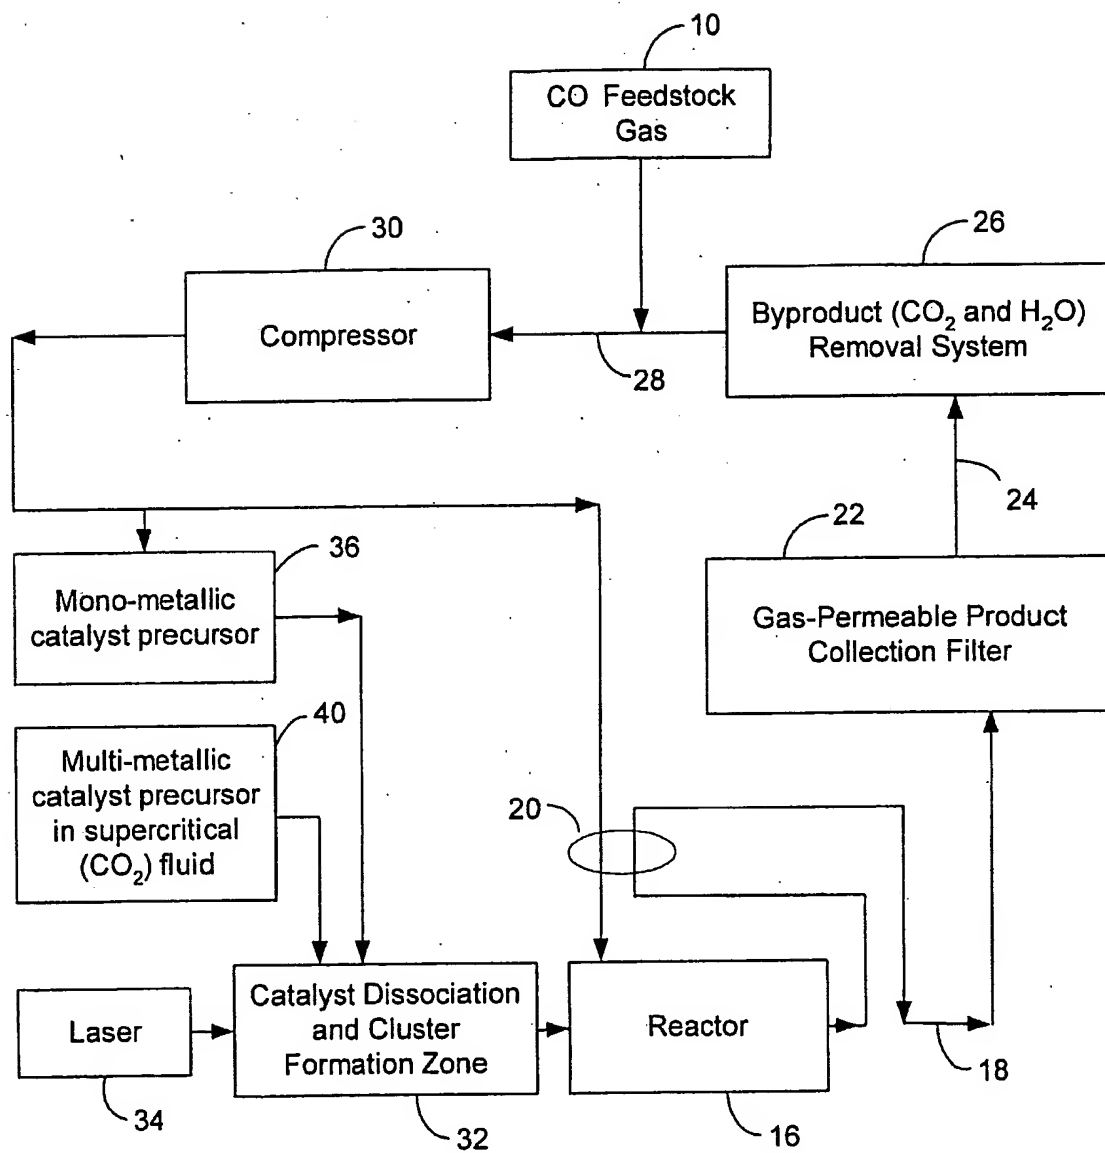 10
CO Feedstock
Gas
30
26
Compressor
Byproduct (CO₂ and H₂O)
Removal System
28
24
22
36
Mono-metallic
catalyst precursor
Gas-Permeable Product
Collection Filter
40
Multi-metallic
catalyst precursor
in supercritical
(CO₂) fluid
20
Laser
Catalyst Dissociation
and Cluster
Formation Zone
Reactor
18
34
32
16